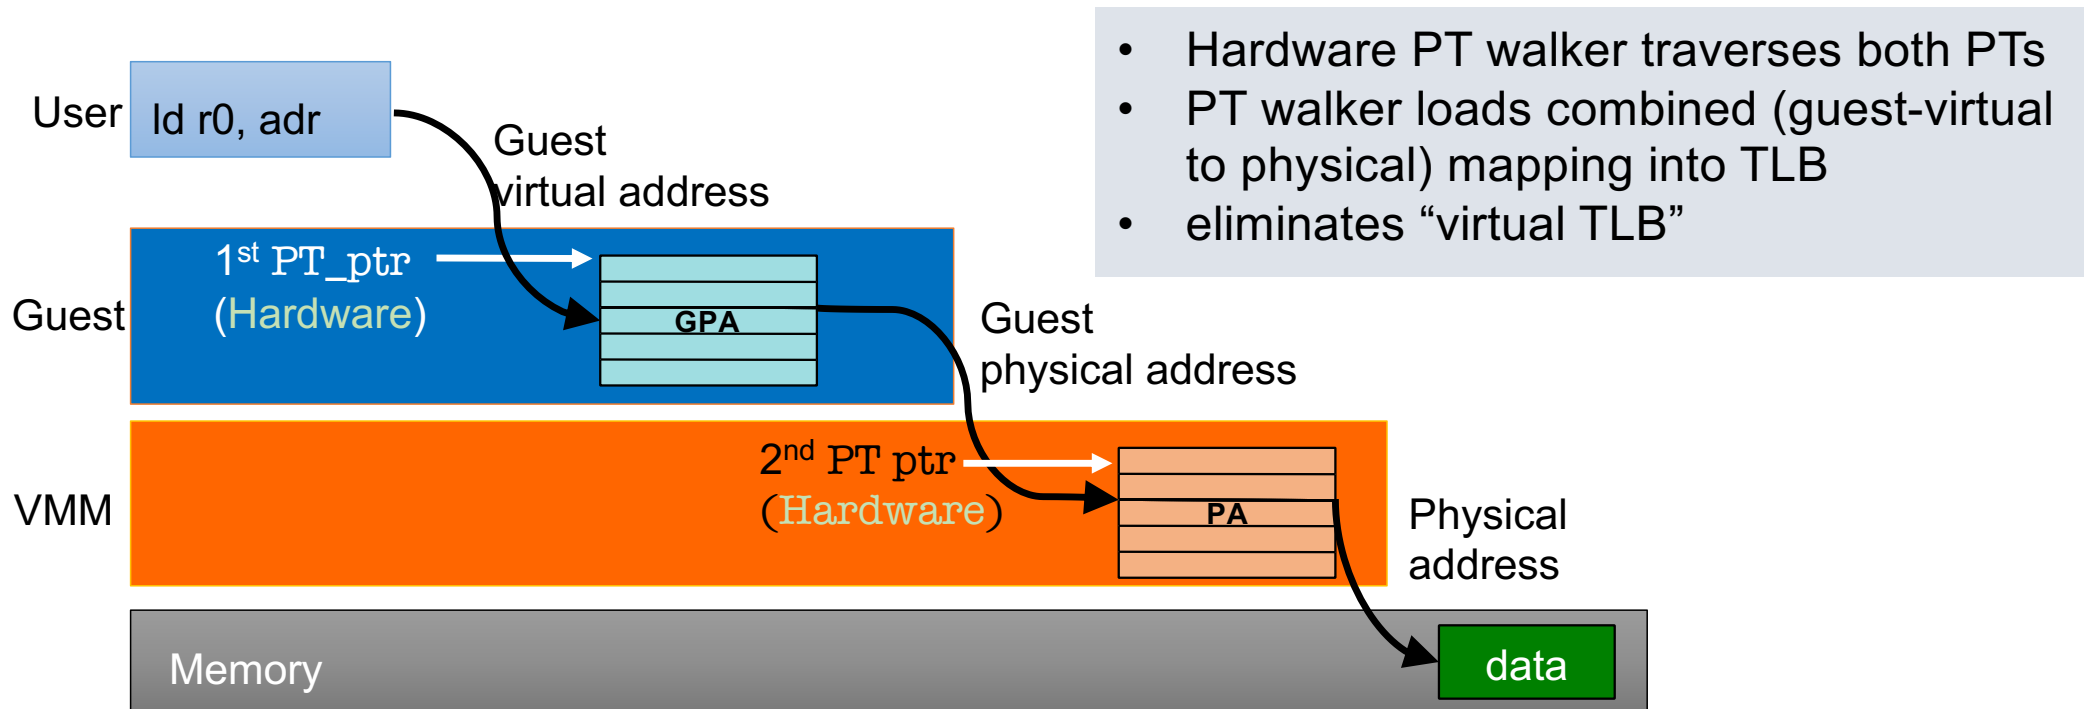 • Hardware PT walker traverses both PTs
• PT walker loads combined (guest-virtual
to physical) mapping into TLB
• eliminates “virtual TLB”
User
ld r0, adr
Guest
virtual address
Guest
1st PT_ptr
(Hardware)
GPA
Guest
physical address
VMM
2nd PT ptr
(Hardware)
PA
Physical
address
Memory
data